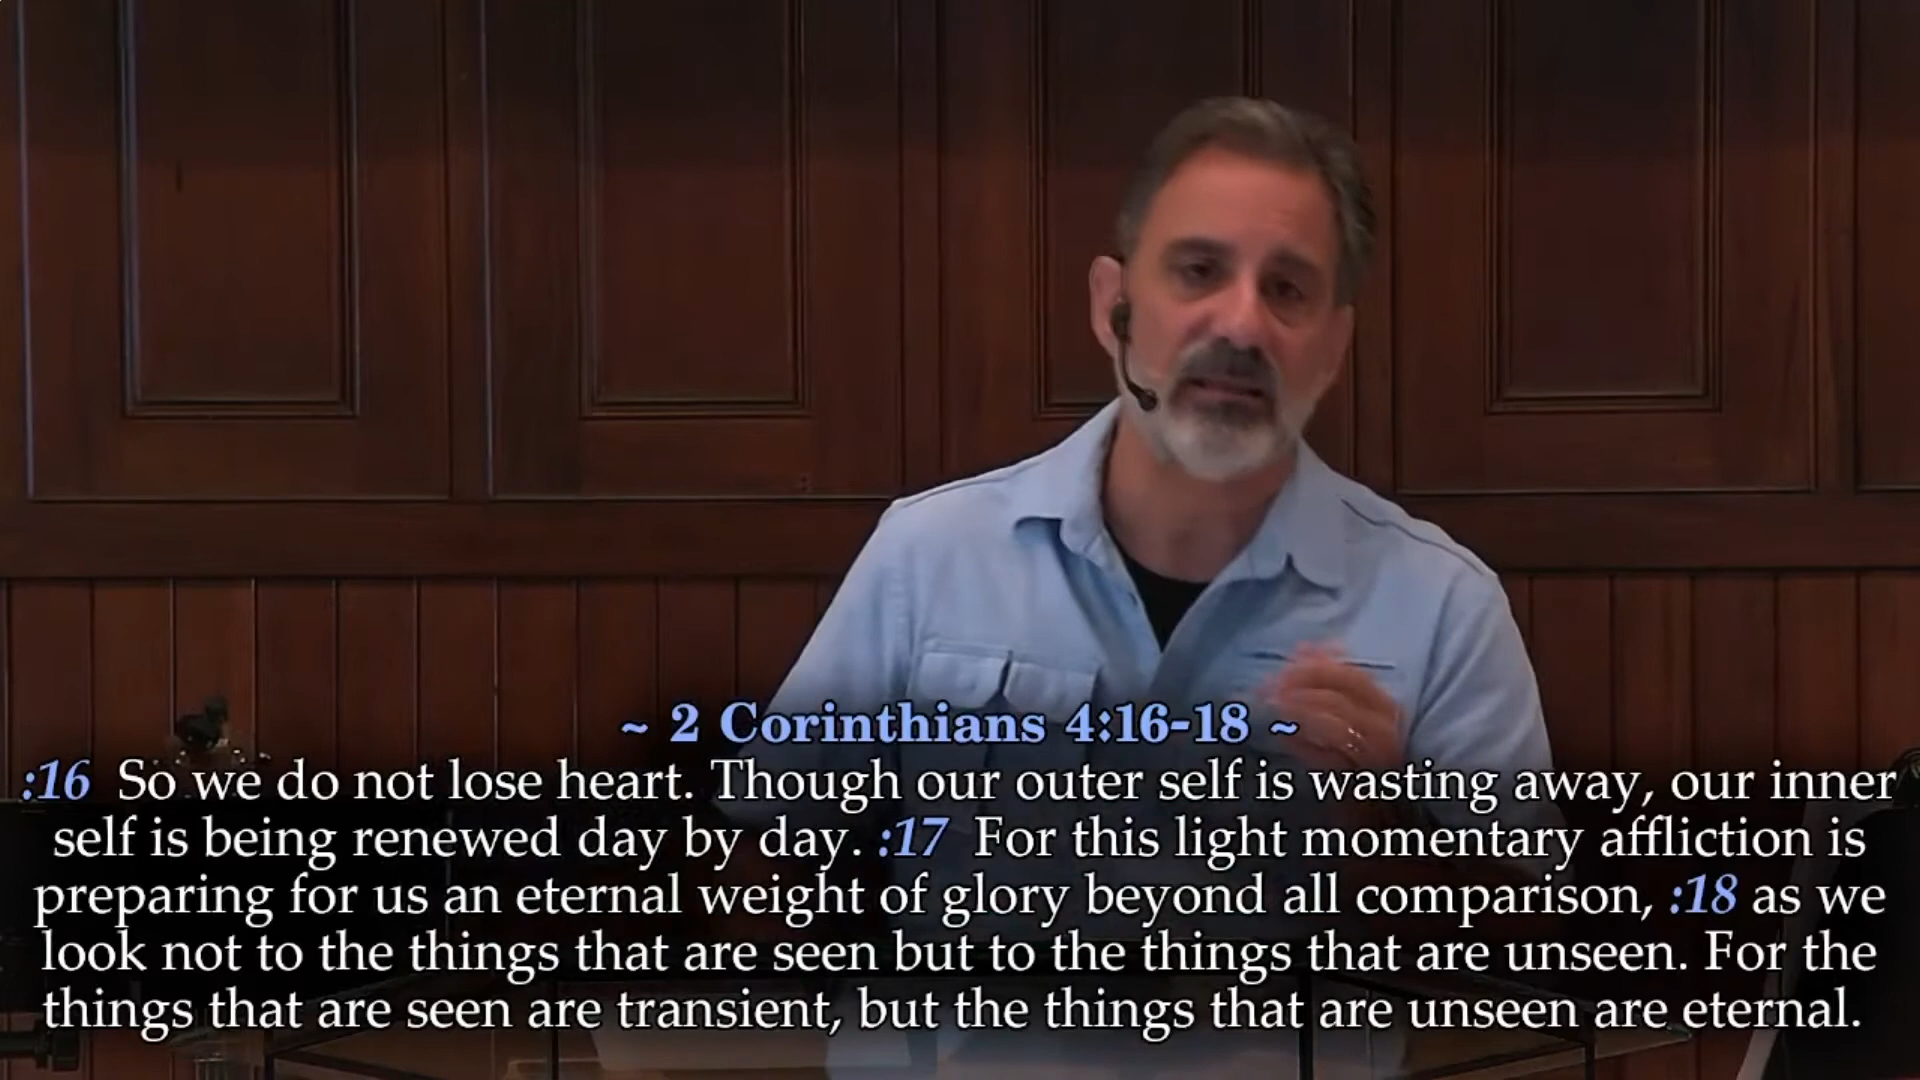 ~ 2 Corinthians 4:16-18 ~
:16 So we do not lose heart. Though our outer self is wasting away, our inner
self is being renewed day by day. :17 For this light momentary affliction is
preparing for us an eternal weight of glory beyond all comparison, :18 as we
look not to the things that are seen but to the things that are unseen. For the
things that are seen are transient, but the things that are unseen are eternal.